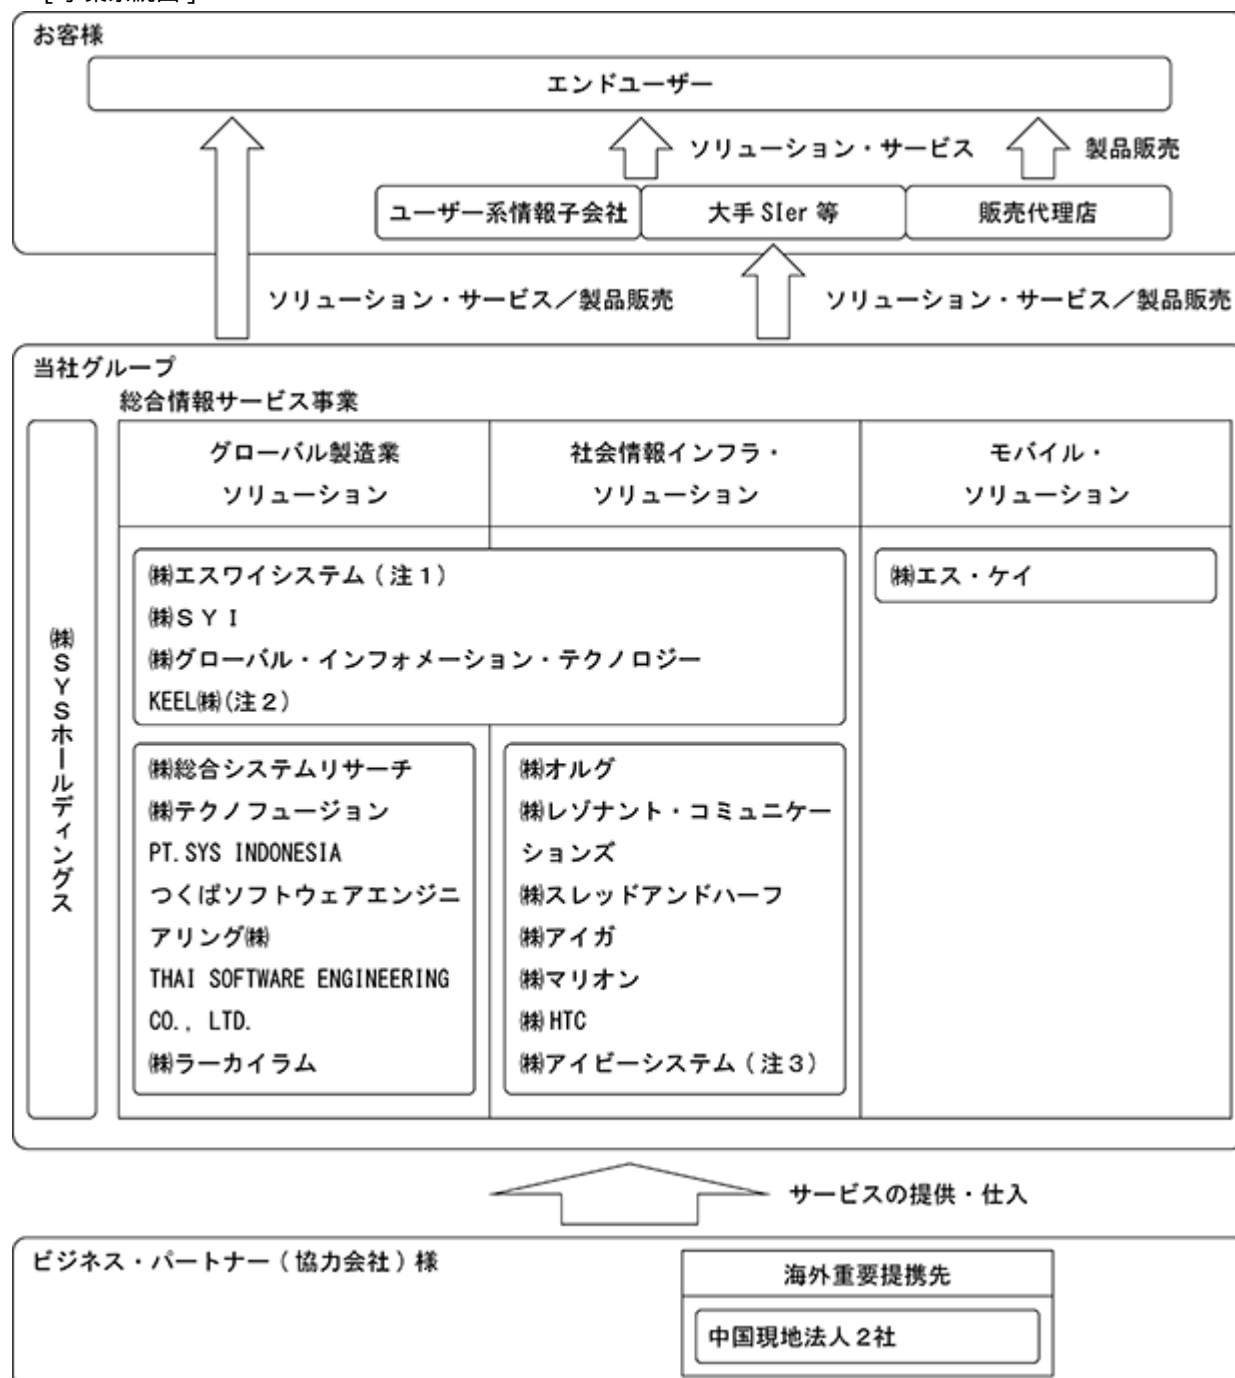 [事業系統図]
お客様
エンドユーザー
ソリューション・サービス
製品販売
ユーザー系情報子会社
大手SIer等
販売代理店
ソリューション・サービス／製品販売
ソリューション・サービス／製品販売
当社グループ
総合情報サービス事業
㈱SYSホールディングス
グローバル製造業
ソリューション
社会情報インフラ・
ソリューション
モバイル・
ソリューション
㈱エスワイシステム（注１）
㈱ＳＹＩ
㈱グローバル・インフォメーション・テクノロジー
KEEL㈱(注２)
㈱エス・ケイ
㈱総合システムリサーチ
㈱テクノフュージョン
PT.SYS INDONESIA
つくばソフトウェアエンジニ
アリング㈱
THAI SOFTWARE ENGINEERING
CO., LTD.
㈱ラーカイラム
㈱オルグ
㈱レゾナント・コミュニケー
ションズ
㈱スレッドアンドハーフ
㈱アイガ
㈱マリオン
㈱HTC
㈱アイビーシステム（注３）
サービスの提供・仕入
ビジネス・パートナー（協力会社）様
海外重要提携先
中国現地法人２社